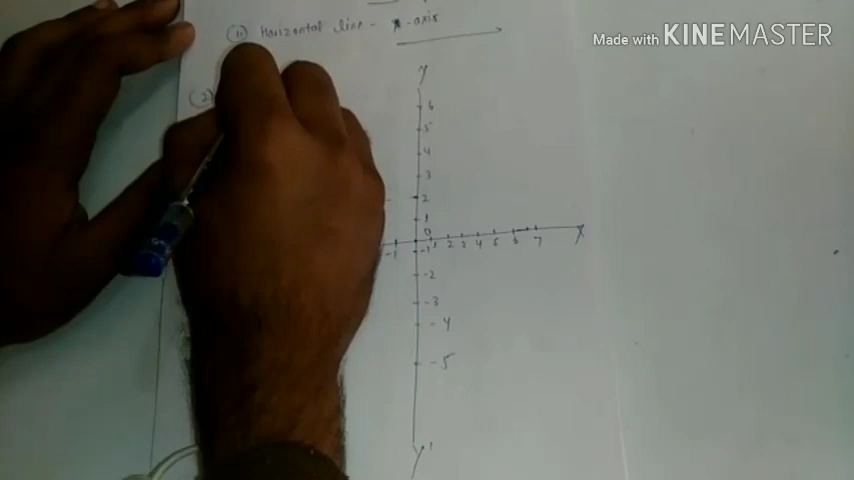 (1) Horizontal line - X-axis
Made with KINEMASTER
(2)
y
6
5
4
3
2
1
0
-1 1 2 3 4 5 6 7 X
-1
-2
-3
-4
-5
y'